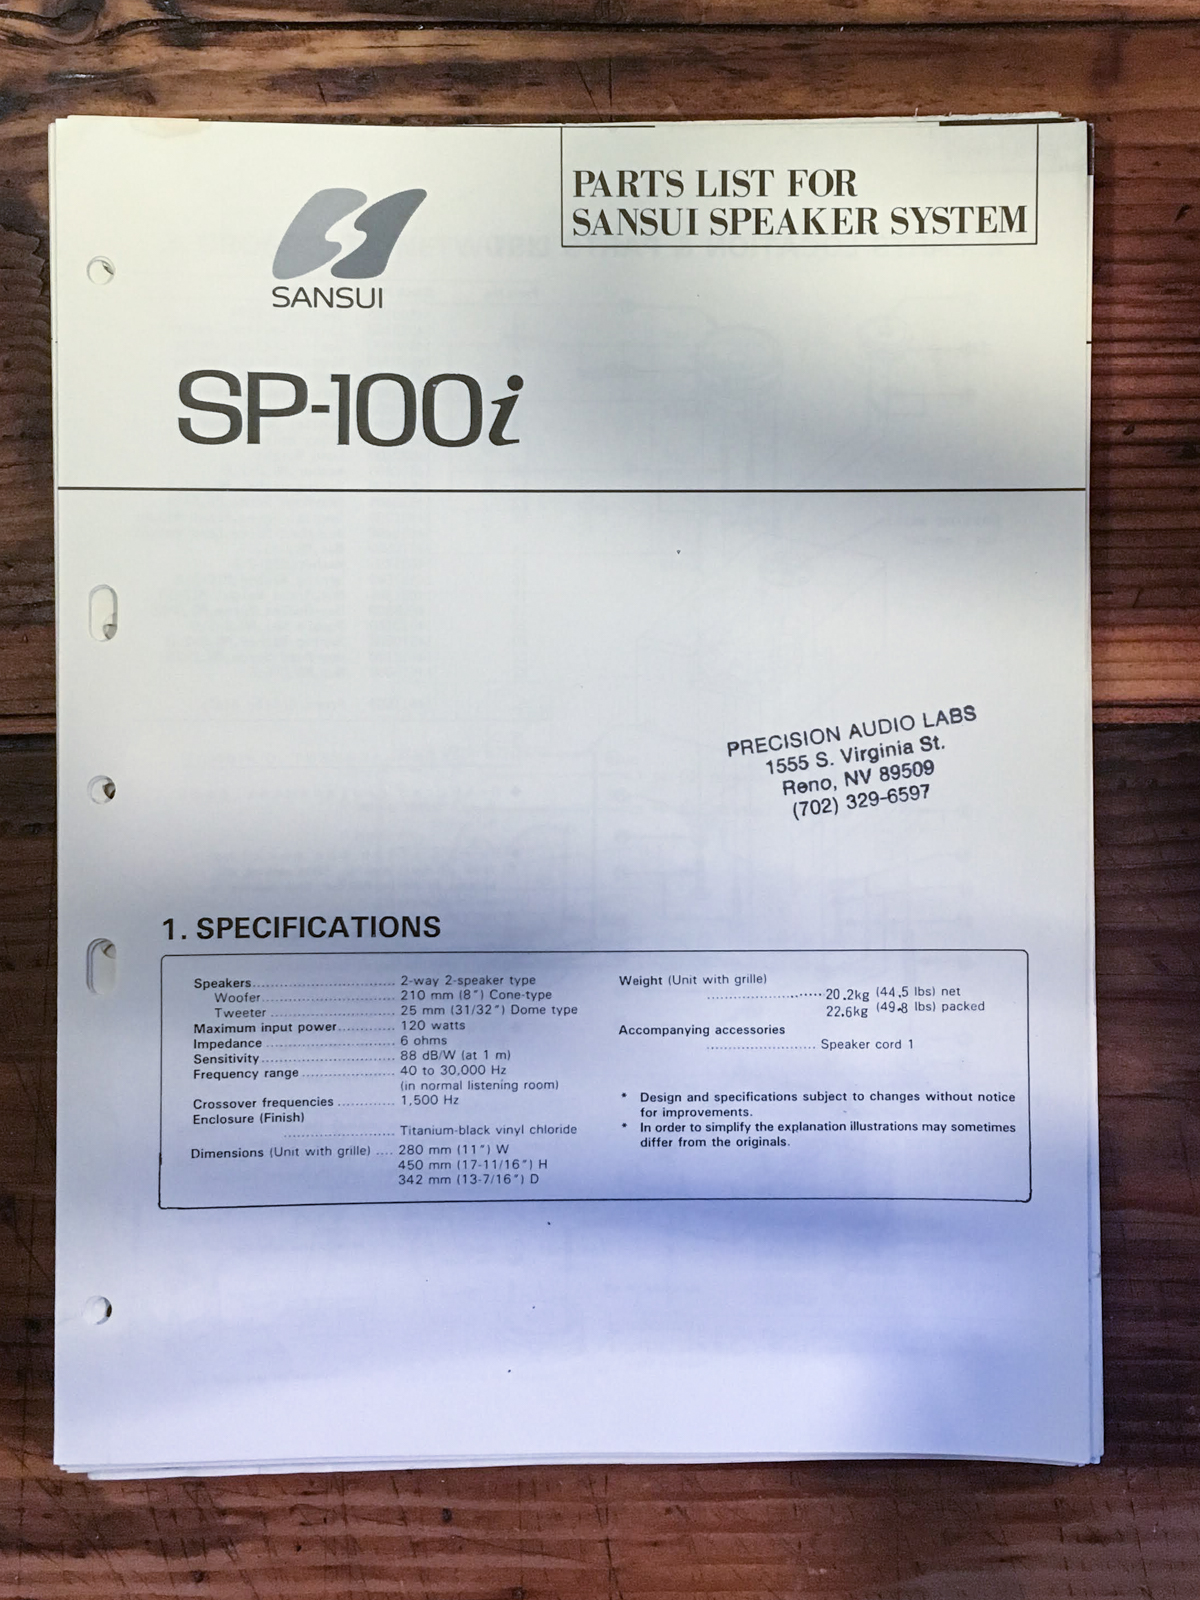 PARTS LIST FOR
SANSUI SPEAKER SYSTEM
SANSUI
SP-100i
PRECISION AUDIO LABS
1555 S. Virginia St.
Reno, NV 89509
(702) 329-6597
1. SPECIFICATIONS
Speakers.............................. 2-way 2-speaker type
Woofer............................ 210 mm (8") Cone-type
Tweeter .......................... 25 mm (31/32") Dome type
Maximum input power............ 120 watts
Impedance ........................... 6 ohms
Sensitivity............................ 88 dB/W (at 1 m)
Frequency range ................... 40 to 30,000 Hz
(in normal listening room)
Crossover frequencies ............ 1,500 Hz
Enclosure (Finish)
........................ Titanium-black vinyl chloride
Dimensions (Unit with grille) .... 280 mm (11") W
450 mm (17-11/16") H
342 mm (13-7/16") D
Weight (Unit with grille)
........................ 20.2kg (44.5 lbs) net
22.6kg (49.8 lbs) packed
Accompanying accessories
........................ Speaker cord 1
* Design and specifications subject to changes without notice
for improvements.
* In order to simplify the explanation illustrations may sometimes
differ from the originals.